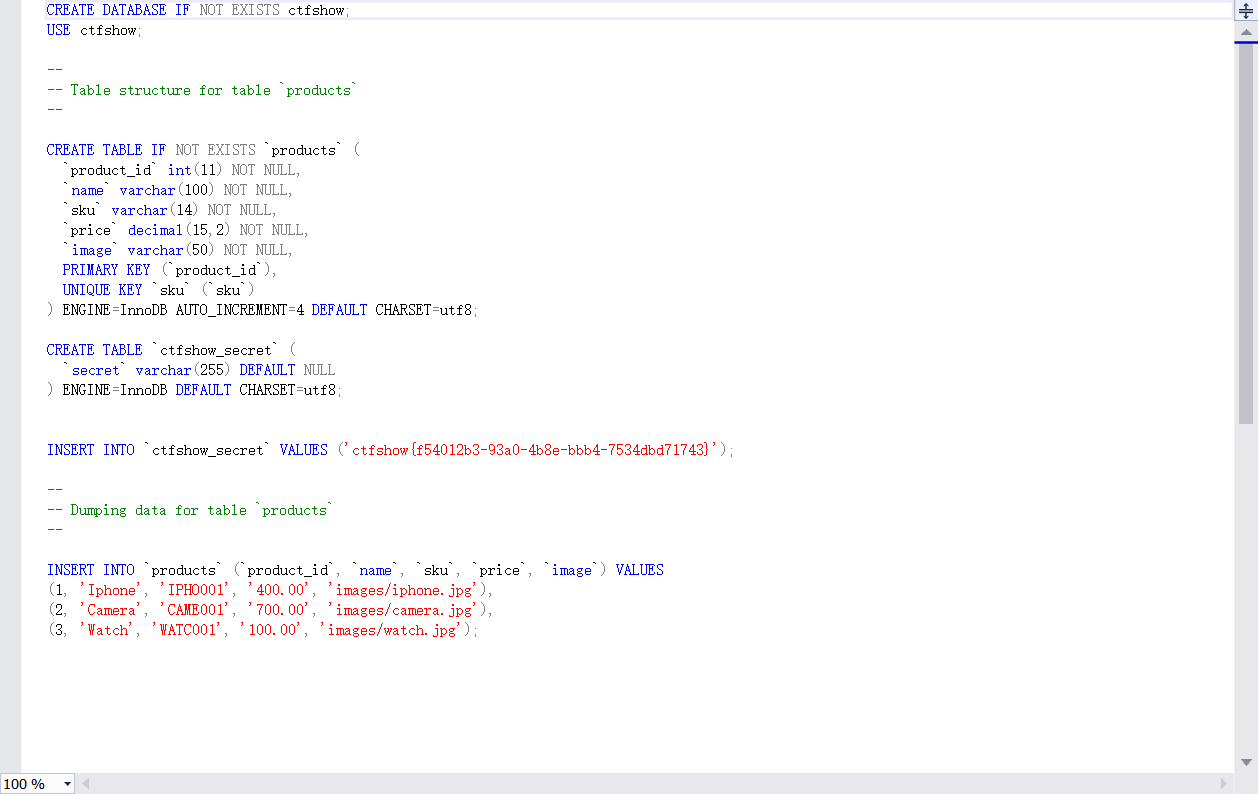 CREATE DATABASE IF NOT EXISTS ctfshow;
USE ctfshow;
--
-- Table structure for table `products`
--
CREATE TABLE IF NOT EXISTS `products` (
  `product_id` int(11) NOT NULL,
  `name` varchar(100) NOT NULL,
  `sku` varchar(14) NOT NULL,
  `price` decimal(15,2) NOT NULL,
  `image` varchar(50) NOT NULL,
  PRIMARY KEY (`product_id`),
  UNIQUE KEY `sku` (`sku`)
) ENGINE=InnoDB AUTO_INCREMENT=4 DEFAULT CHARSET=utf8;
CREATE TABLE `ctfshow_secret` (
  `secret` varchar(255) DEFAULT NULL
) ENGINE=InnoDB DEFAULT CHARSET=utf8;
INSERT INTO `ctfshow_secret` VALUES ('ctfshow{f54012b3-93a0-4b8e-bbb4-7534dbd71743}');
--
-- Dumping data for table `products`
--
INSERT INTO `products` (`product_id`, `name`, `sku`, `price`, `image`) VALUES
(1, 'Iphone', 'IPHO001', '400.00', 'images/iphone.jpg'),
(2, 'Camera', 'CAME001', '700.00', 'images/camera.jpg'),
(3, 'Watch', 'WATC001', '100.00', 'images/watch.jpg');
100 %